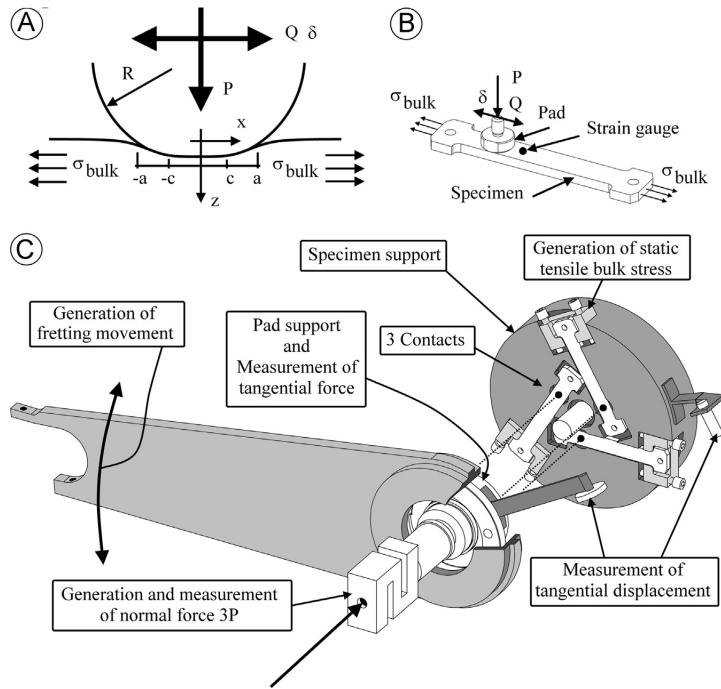 A
Q δ
R
P
x
σbulk
σbulk
-a
-c
c
a
z
B
P
δ
Q
Pad
σbulk
Strain gauge
σbulk
Specimen
C
Generation of static
tensile bulk stress
Specimen support
Generation of
fretting movement
Pad support
and
Measurement of
tangential force
3 Contacts
Measurement of
tangential displacement
Generation and measurement
of normal force 3P